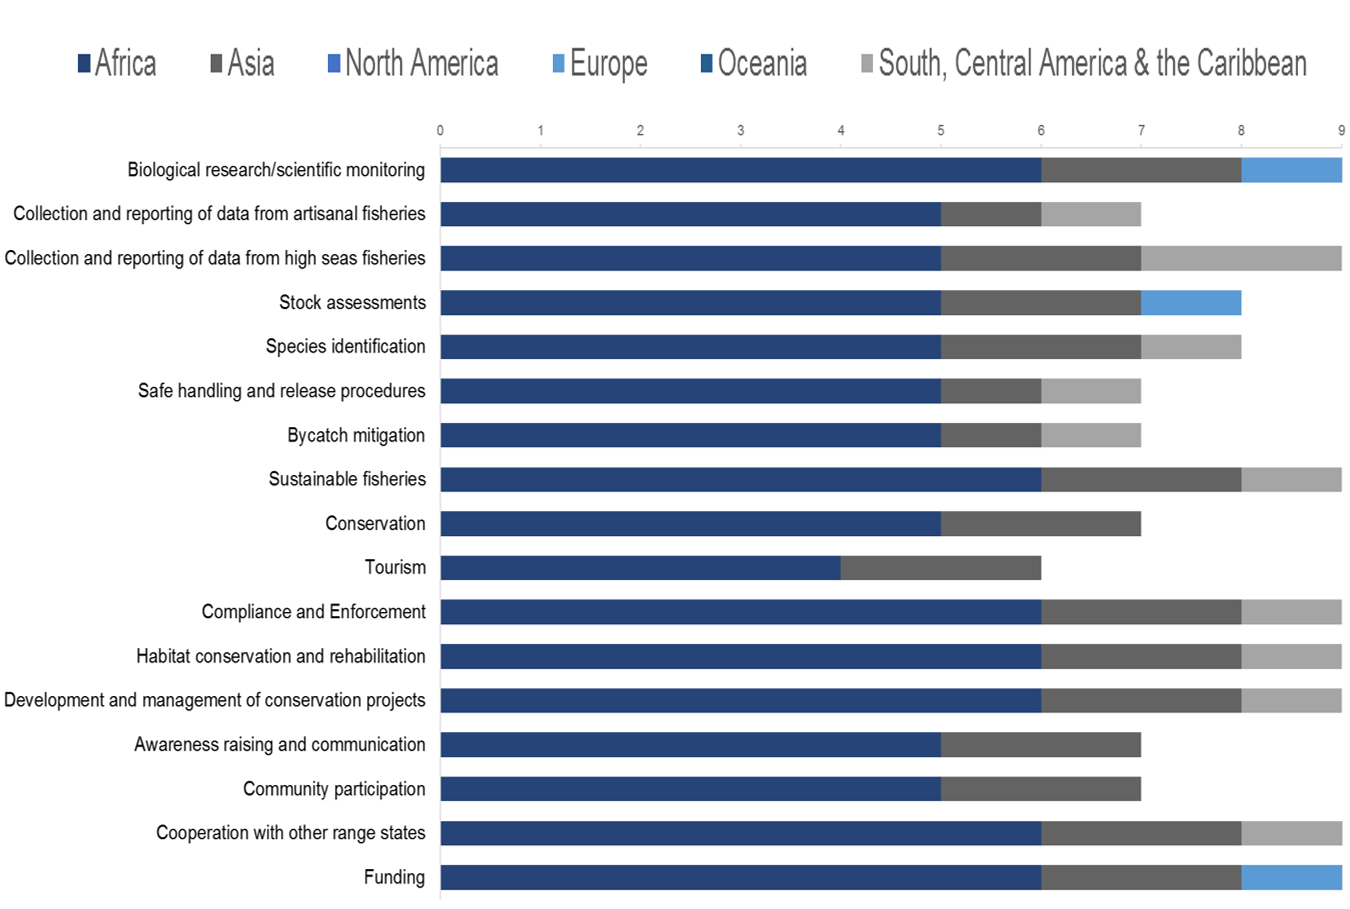 Africa Asia North America Europe Oceania South, Central America & the Caribbean
0 1 2 3 4 5 6 7 8 9
Biological research/scientific monitoring
Collection and reporting of data from artisanal fisheries
Collection and reporting of data from high seas fisheries
Stock assessments
Species identification
Safe handling and release procedures
Bycatch mitigation
Sustainable fisheries
Conservation
Tourism
Compliance and Enforcement
Habitat conservation and rehabilitation
Development and management of conservation projects
Awareness raising and communication
Community participation
Cooperation with other range states
Funding